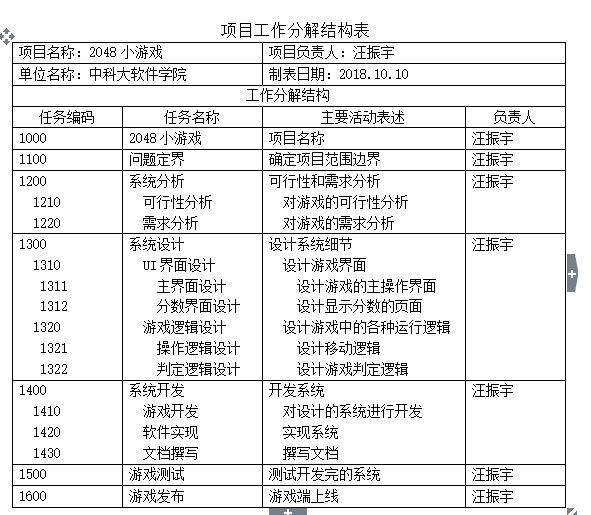 项目工作分解结构表
项目名称：2048小游戏 项目负责人：汪振宇
单位名称：中科大软件学院 制表日期：2018.10.10
工作分解结构
任务编码 任务名称 主要活动表述 负责人
1000 2048小游戏 项目名称 汪振宇
1100 问题定界 确定项目范围边界 汪振宇
1200 系统分析 可行性和需求分析 汪振宇
1210 可行性分析 对游戏的可行性分析
1220 需求分析 对游戏的需求分析
1300 系统设计 设计系统细节 汪振宇
1310 UI界面设计 设计游戏界面
1311 主界面设计 设计游戏的主操作界面
1312 分数界面设计 设计显示分数的页面
1320 游戏逻辑设计 设计游戏中的各种运行逻辑
1321 操作逻辑设计 设计移动逻辑
1322 判定逻辑设计 设计游戏判定逻辑
1400 系统开发 开发系统 汪振宇
1410 游戏开发 对设计的系统进行开发
1420 软件实现 实现系统
1430 文档撰写 撰写文档
1500 游戏测试 测试开发完的系统 汪振宇
1600 游戏发布 游戏端上线 汪振宇